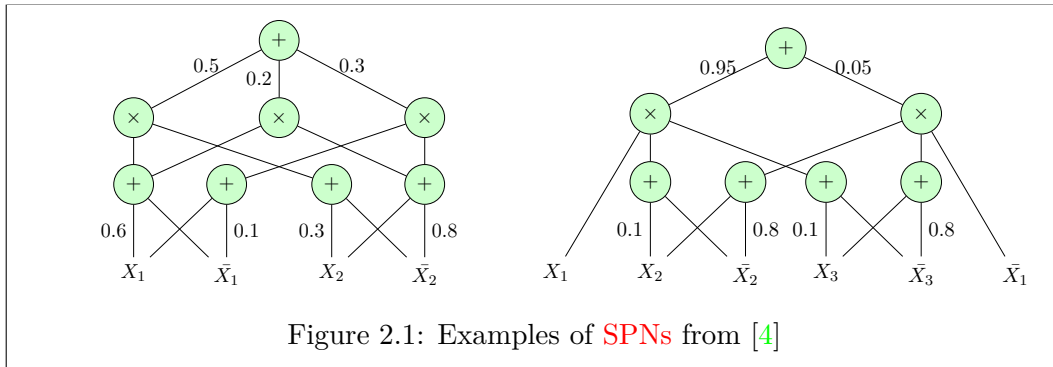 +
+
0.5
0.2
0.3
0.95
0.05
×
×
×
×
×
+
+
+
+
+
+
+
+
0.6
0.1
0.3
0.8
0.1
0.8
0.1
0.8
X₁
X̄₁
X₂
X̄₂
X₁
X₂
X̄₂
X₃
X̄₃
X̄₁
Figure 2.1: Examples of SPNs from [4]